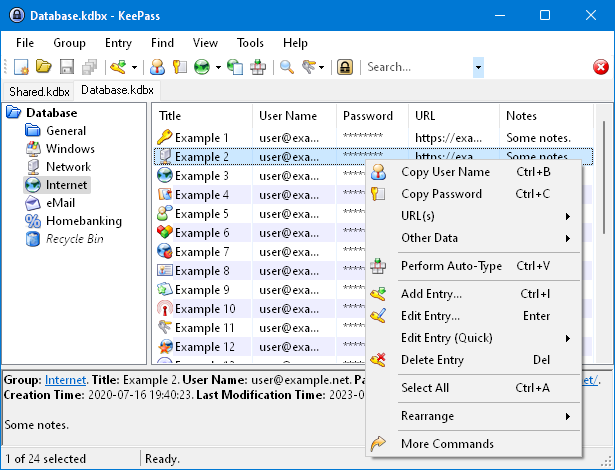 Database.kdbx - KeePass
File Group Entry Find View Tools Help
Search...
Shared.kdbx Database.kdbx
Database
General
Windows
Network
Internet
eMail
Homebanking
Recycle Bin
Title User Name Password URL Notes
Example 1 user@exa... ******** https://exa... Some notes.
Example 2 user@exa... ******** https://exa... Some notes.
Example 3 user@exa...
Example 4 user@exa...
Example 5 user@exa...
Example 6 user@exa...
Example 7 user@exa...
Example 8 user@exa...
Example 9 user@exa...
Example 10 user@exa...
Example 11 user@exa...
Example 12 user@exa...
Copy User Name Ctrl+B
Copy Password Ctrl+C
URL(s)
Other Data
Perform Auto-Type Ctrl+V
Add Entry... Ctrl+I
Edit Entry... Enter
Edit Entry (Quick)
Delete Entry Del
Select All Ctrl+A
Rearrange
More Commands
Group: Internet. Title: Example 2. User Name: user@example.net. Pa
net/.
Creation Time: 2020-07-16 19:40:23. Last Modification Time: 2023-0
Some notes.
1 of 24 selected Ready.